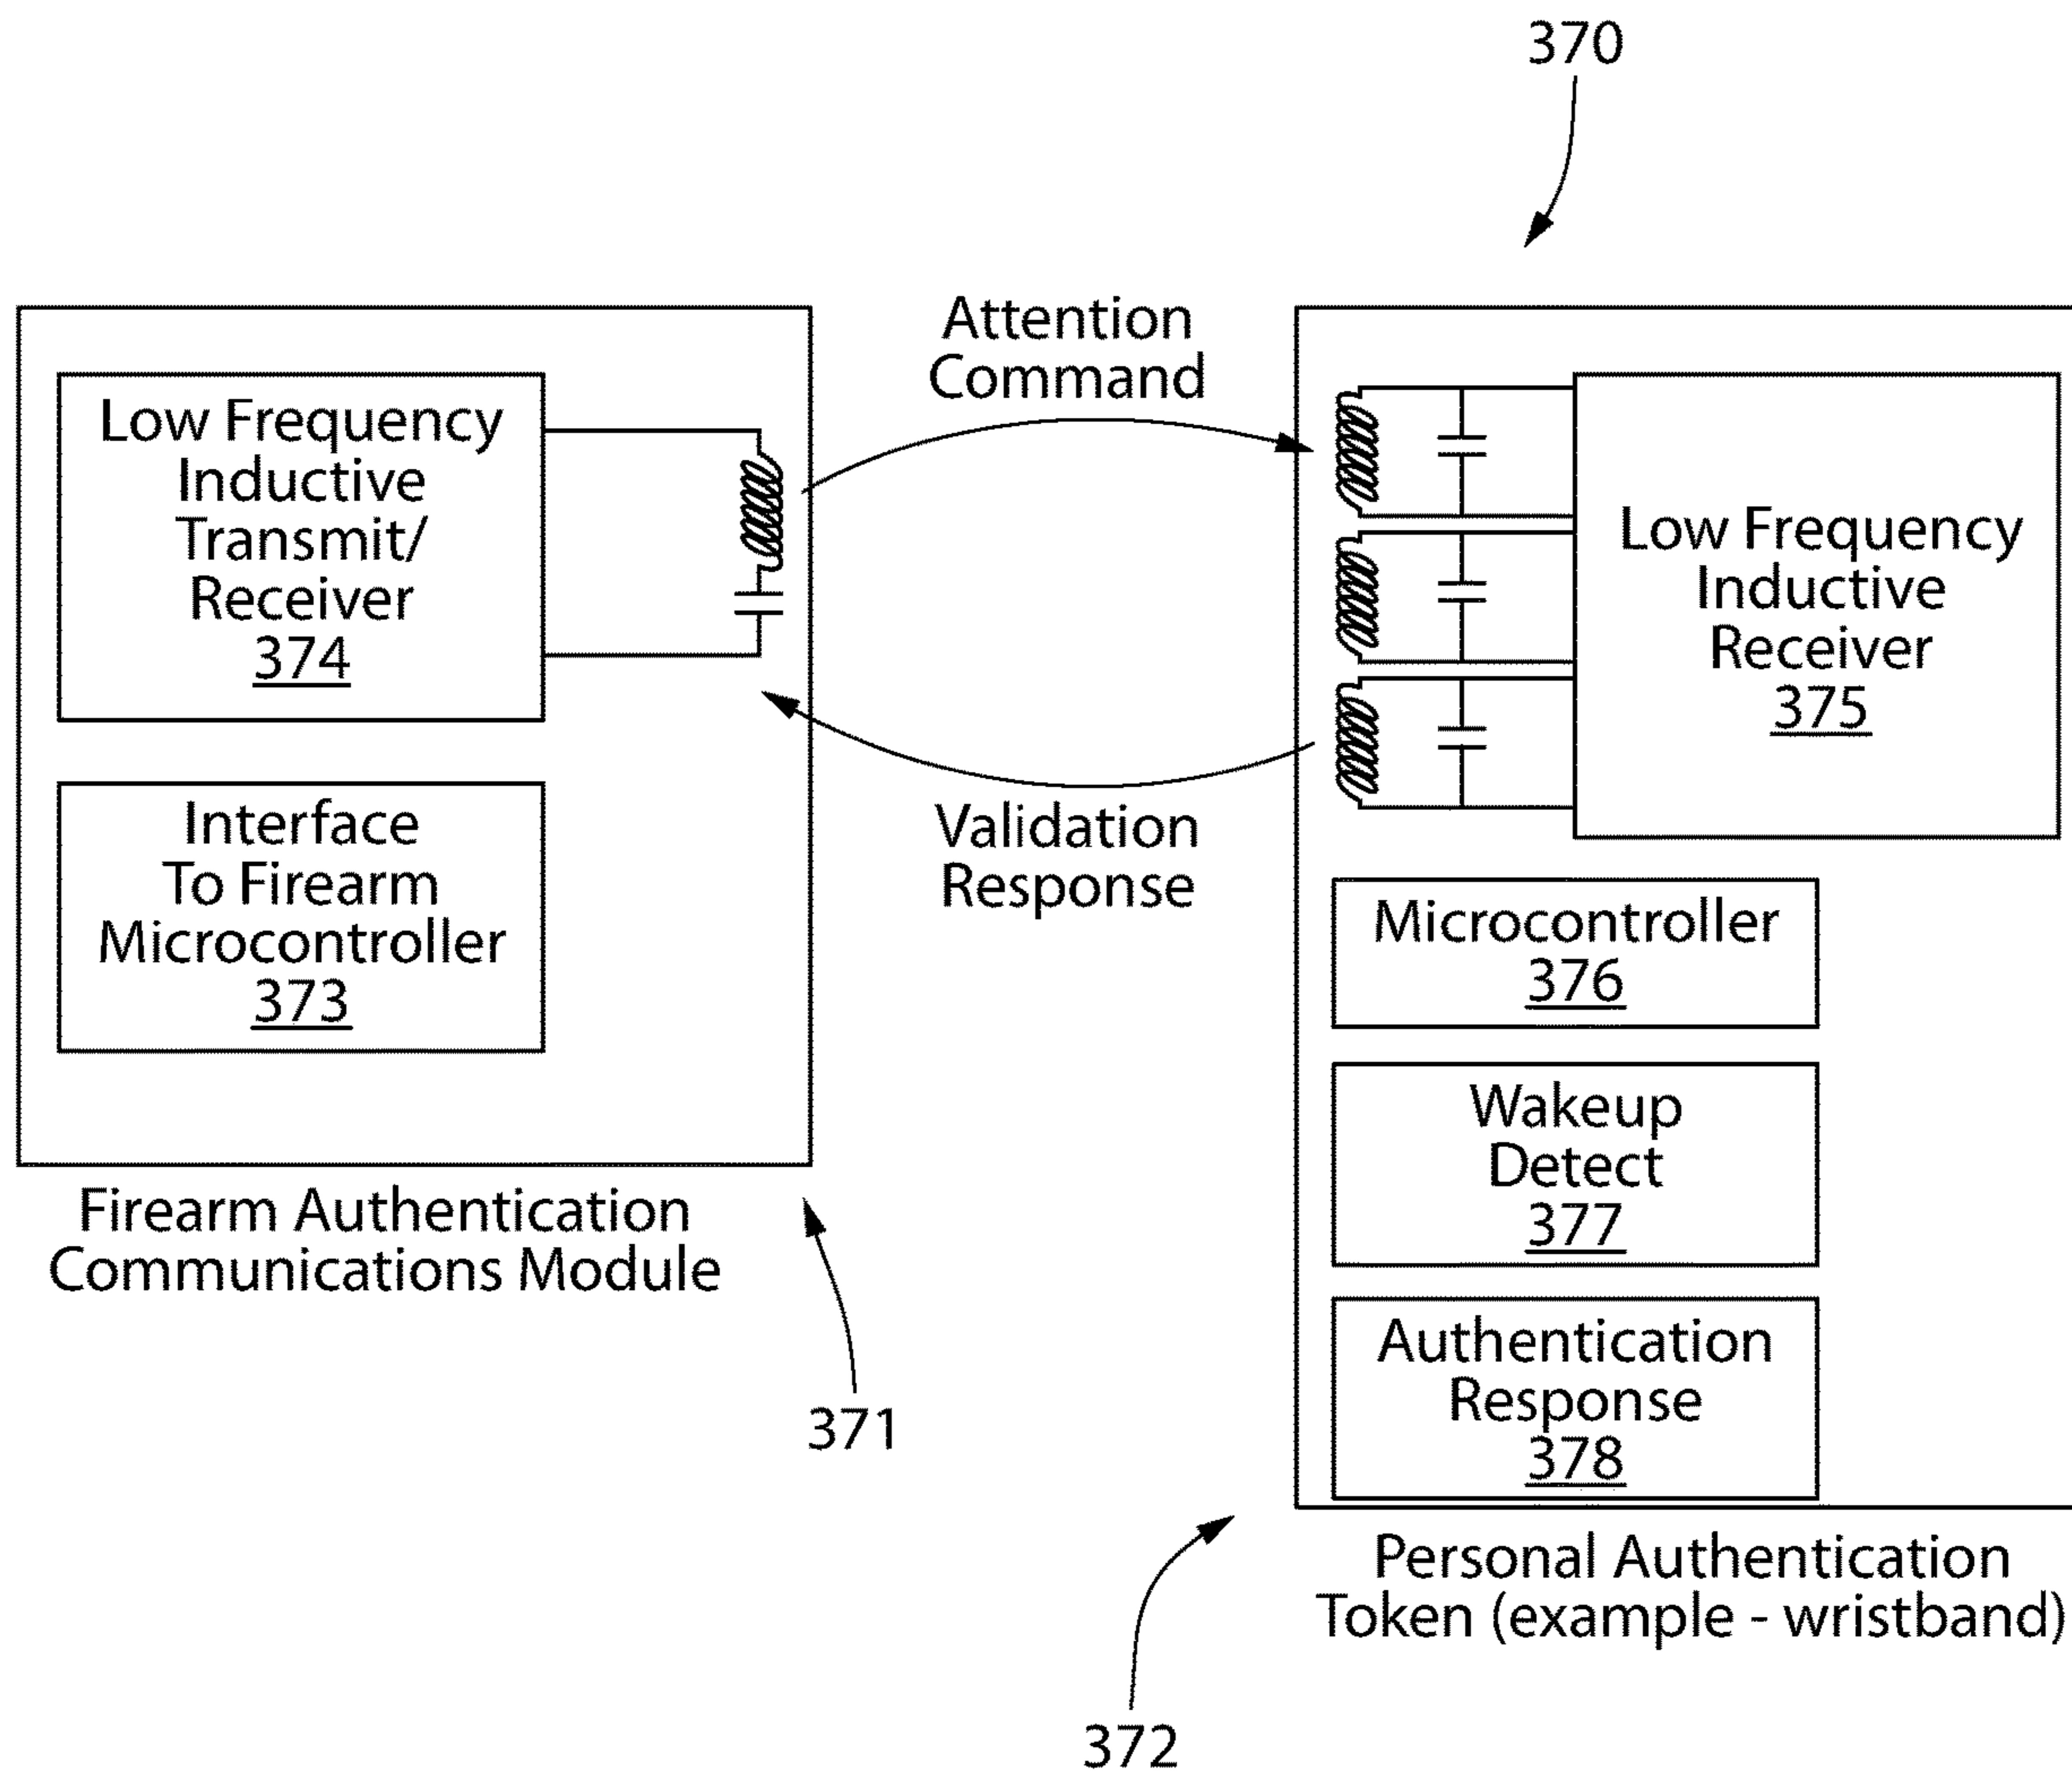 370
Attention
Command
Low Frequency
Inductive
Transmit/
Receiver
374
Low Frequency
Inductive
Receiver
375
Interface
To Firearm
Microcontroller
373
Validation
Response
Microcontroller
376
Wakeup
Detect
377
Authentication
Response
378
Firearm Authentication
Communications Module
371
Personal Authentication
Token (example - wristband)
372